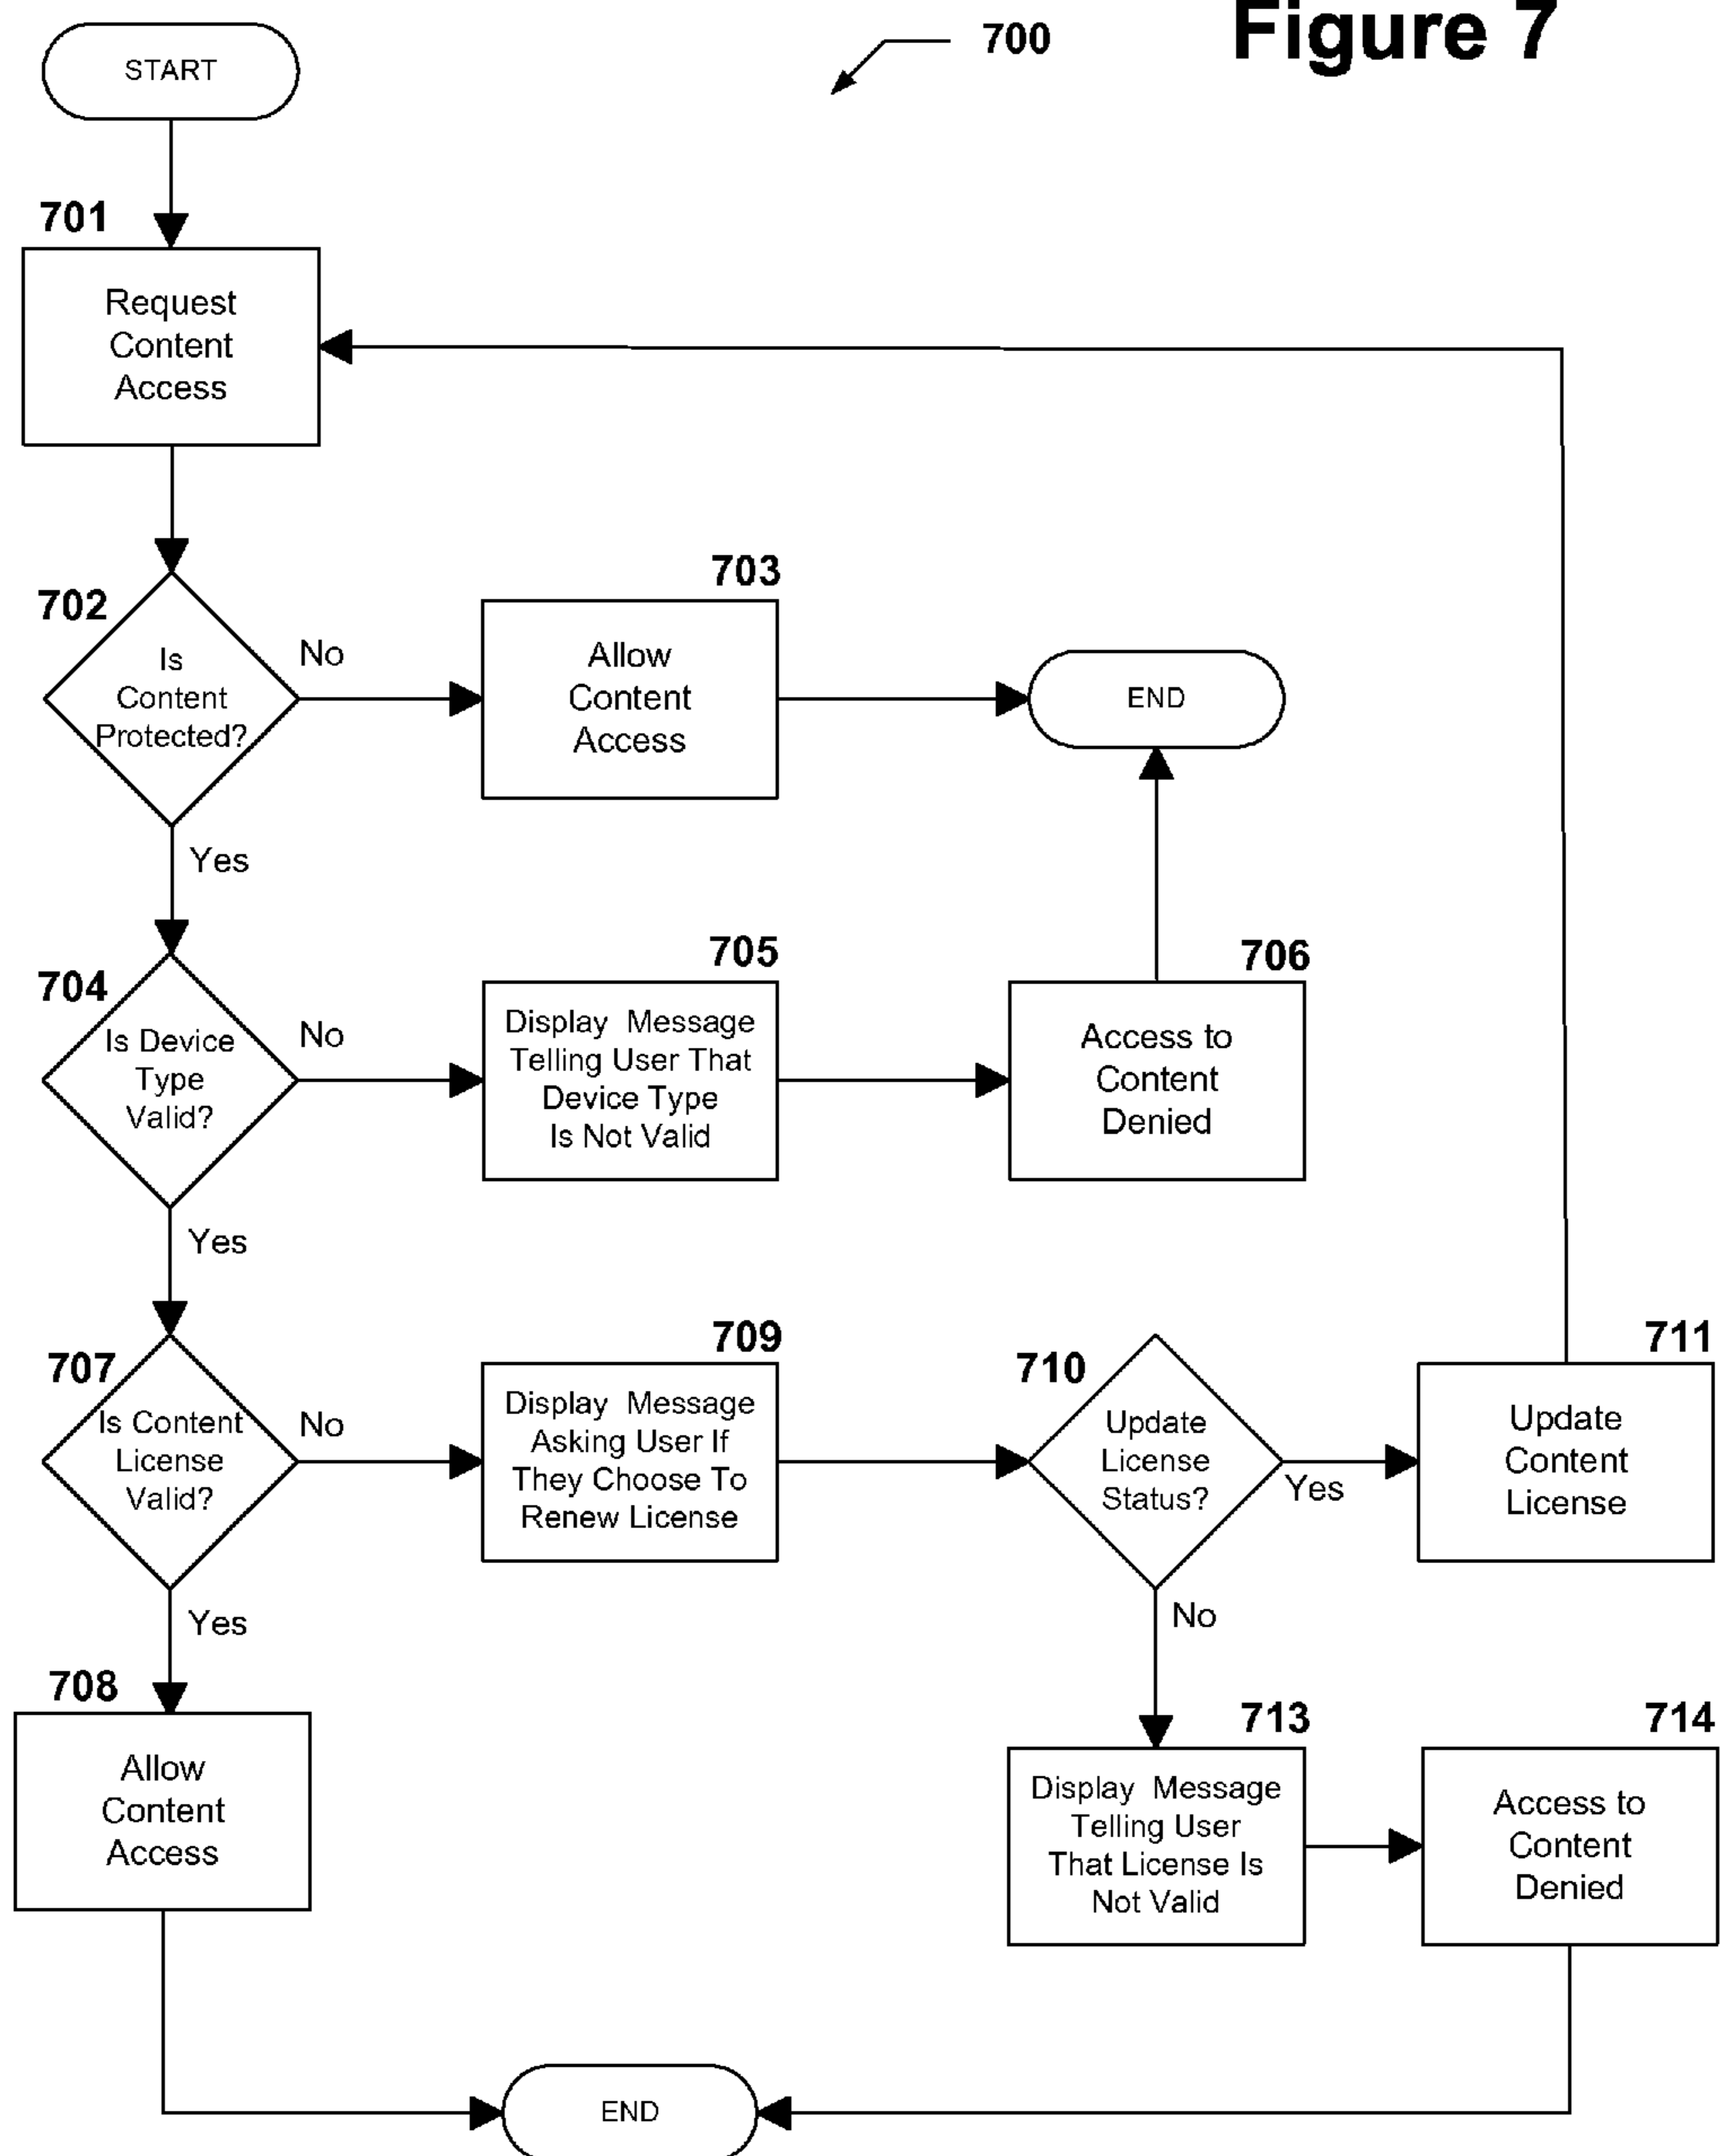 Figure 7
700
START
701
Request
Content
Access
702
Is
Content
Protected?
No
Yes
703
Allow
Content
Access
END
704
Is Device
Type
Valid?
No
Yes
705
Display Message
Telling User That
Device Type
Is Not Valid
706
Access to
Content
Denied
707
Is Content
License
Valid?
No
Yes
709
Display Message
Asking User If
They Choose To
Renew License
710
Update
License
Status?
Yes
No
711
Update
Content
License
708
Allow
Content
Access
713
Display Message
Telling User
That License Is
Not Valid
714
Access to
Content
Denied
END